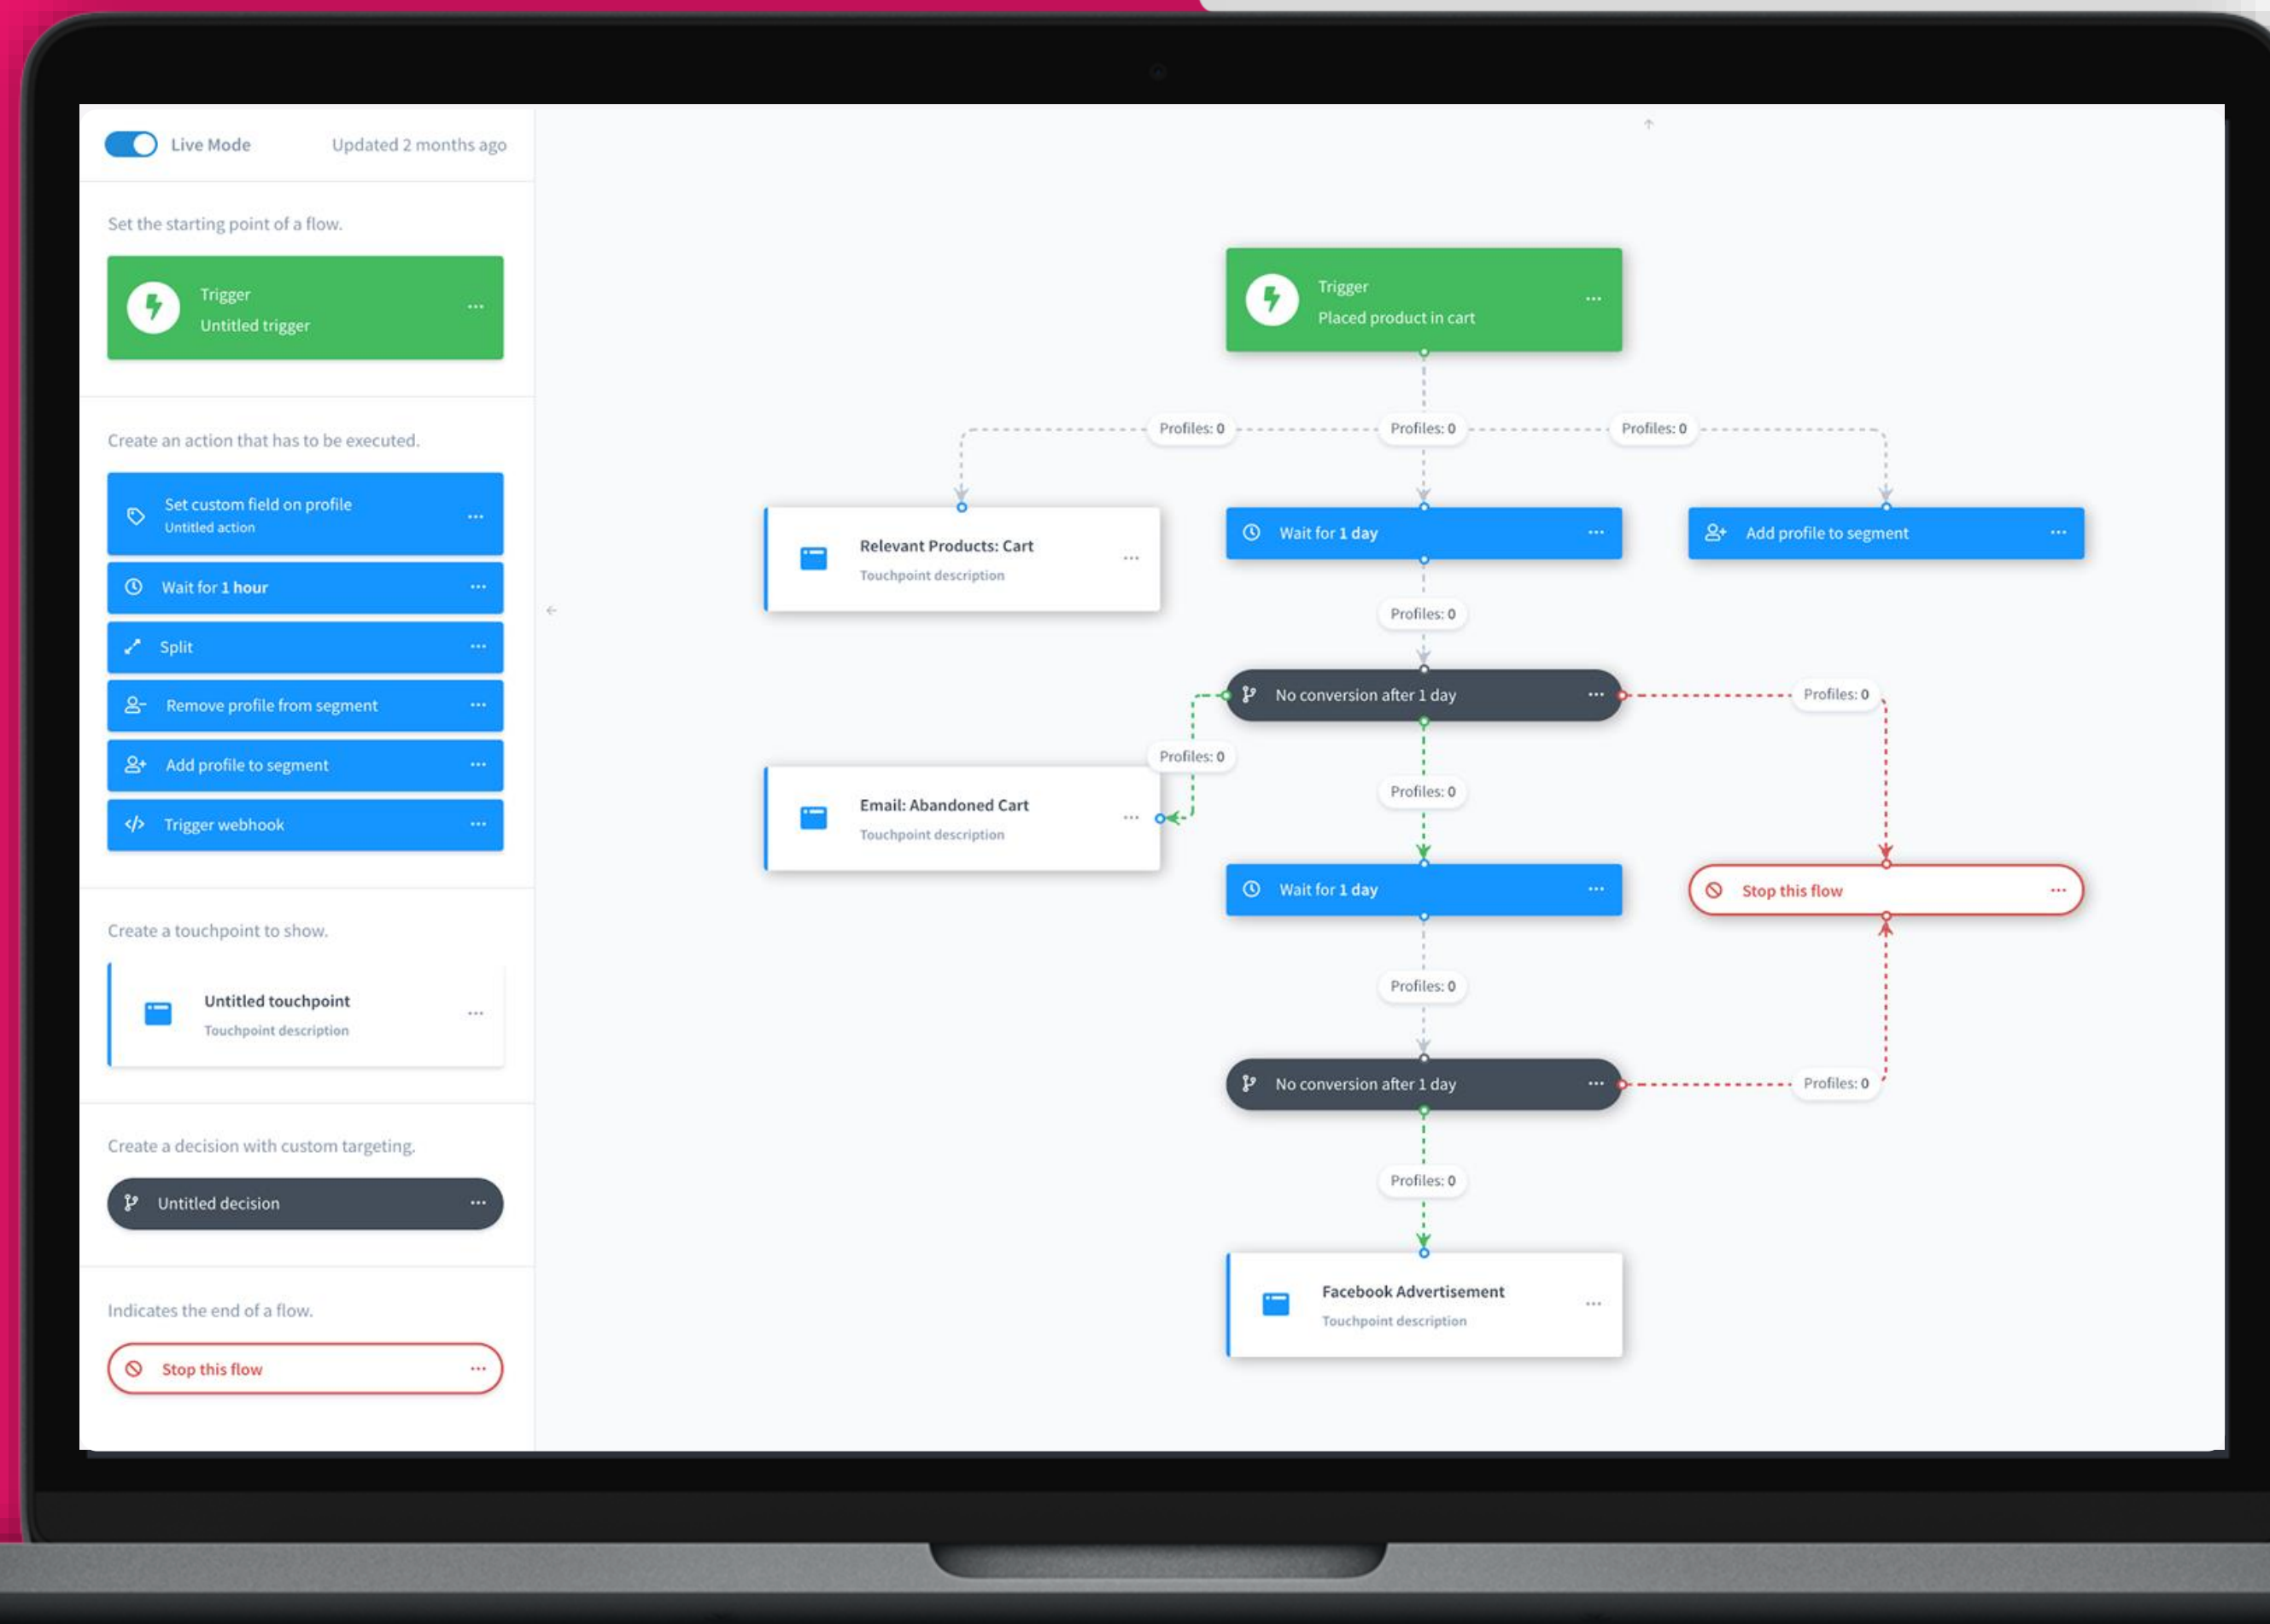 Live Mode
Updated 2 months ago
Set the starting point of a flow.
Trigger
Untitled trigger
Create an action that has to be executed.
Set custom field on profile
Untitled action
Wait for 1 hour
Split
Remove profile from segment
Add profile to segment
Trigger webhook
Create a touchpoint to show.
Untitled touchpoint
Touchpoint description
Create a decision with custom targeting.
Untitled decision
Indicates the end of a flow.
Stop this flow
Trigger
Placed product in cart
Profiles: 0
Profiles: 0
Profiles: 0
Relevant Products: Cart
Touchpoint description
Wait for 1 day
Add profile to segment
Profiles: 0
No conversion after 1 day
Profiles: 0
Profiles: 0
Email: Abandoned Cart
Touchpoint description
Profiles: 0
Wait for 1 day
Stop this flow
Profiles: 0
No conversion after 1 day
Profiles: 0
Profiles: 0
Facebook Advertisement
Touchpoint description